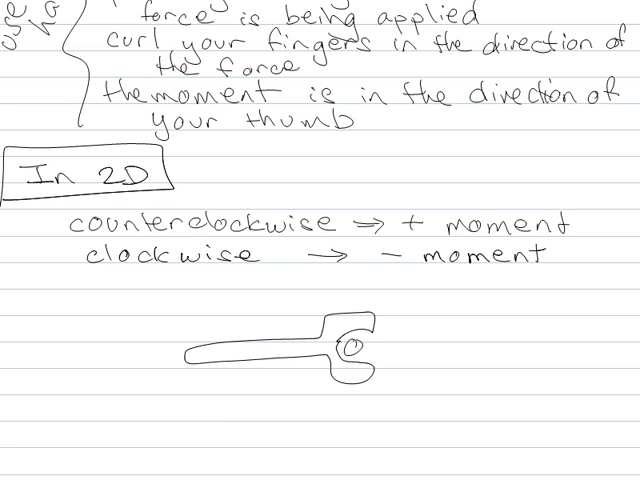 force is being applied
curl your fingers in the direction of
the force
the moment is in the direction of
your thumb
In 2D
counterclockwise → + moment
clockwise → - moment